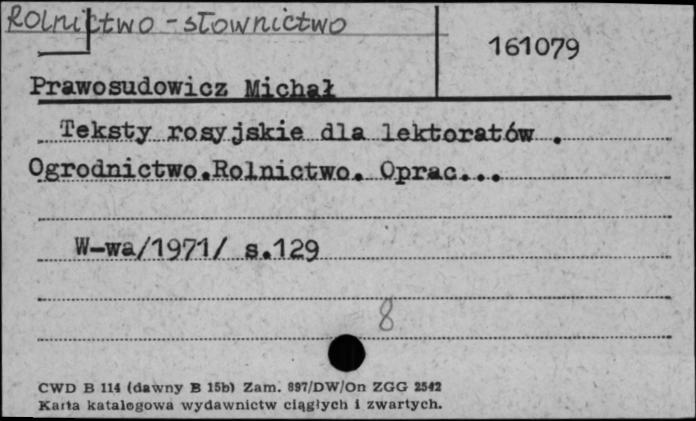 Rolnictwo - słownictwo
161079
Prawosudowicz Michał
Teksty rosyjskie dla lektoratów .
Ogrodnictwo.Rolnictwo. Oprac...
W-wa/1971/ s.129
8
CWD B 114 (dawny B 15b) Zam. 897/DW/On ZGG 2542
Karta katalogowa wydawnictw ciągłych i zwartych.